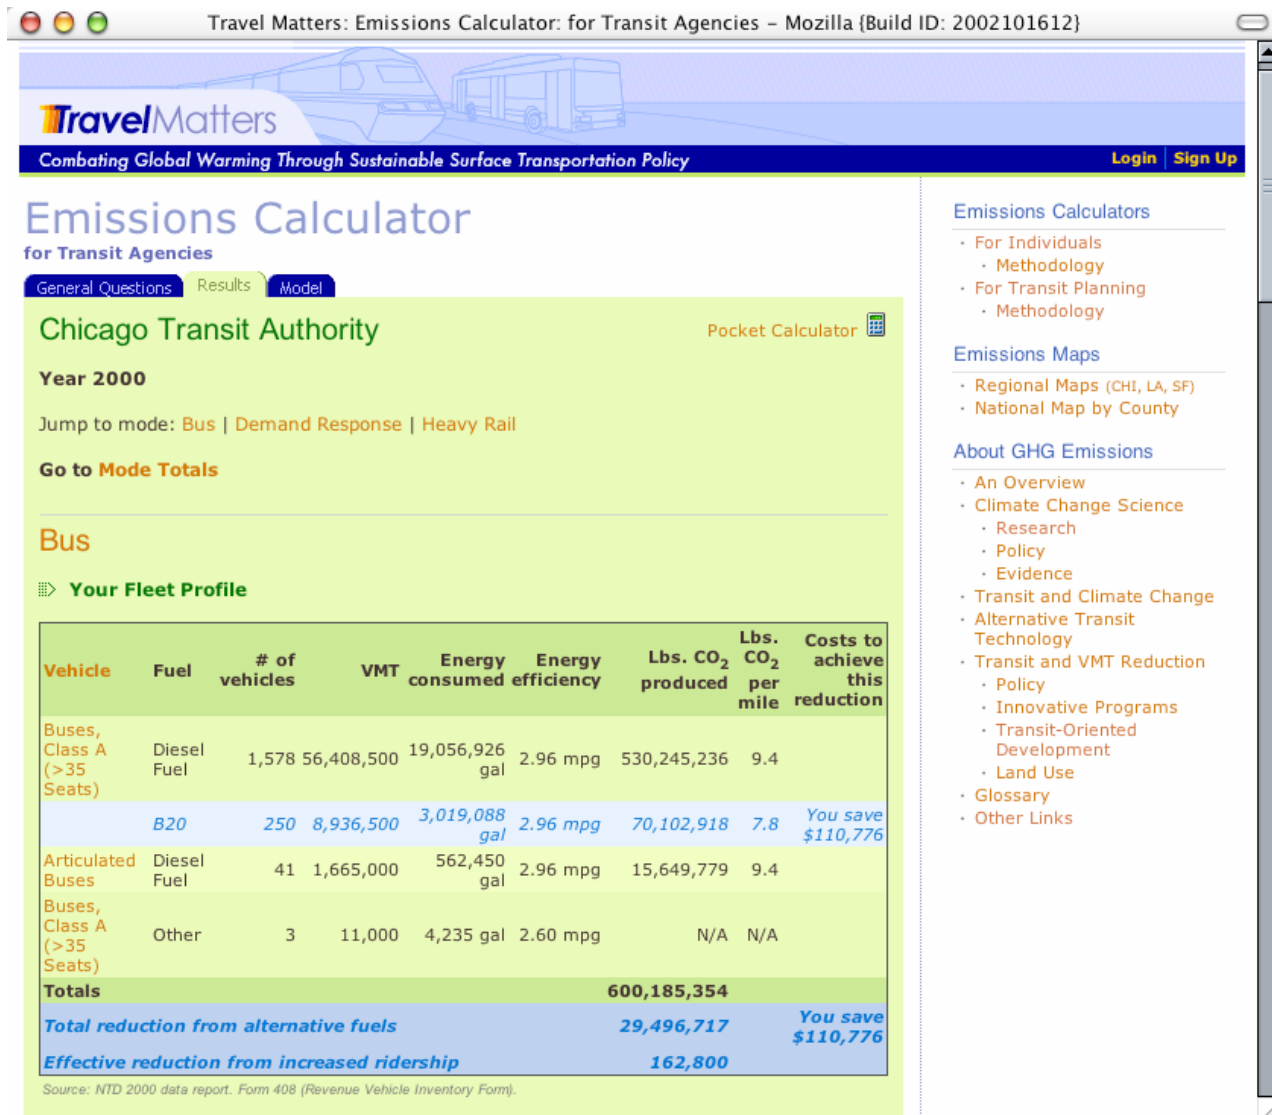 Travel Matters: Emissions Calculator: for Transit Agencies – Mozilla {Build ID: 2002101612}
TravelMatters
Combating Global Warming Through Sustainable Surface Transportation Policy
Login | Sign Up
Emissions Calculator
for Transit Agencies
General Questions Results Model
Chicago Transit Authority
Pocket Calculator
Year 2000
Jump to mode: Bus | Demand Response | Heavy Rail
Go to Mode Totals
Bus
Your Fleet Profile
Vehicle Fuel # of vehicles VMT Energy consumed Energy efficiency Lbs. CO2 produced Lbs. CO2 per mile Costs to achieve this reduction
Buses, Class A (>35 Seats) Diesel Fuel 1,578 56,408,500 19,056,926 gal 2.96 mpg 530,245,236 9.4
B20 250 8,936,500 3,019,088 gal 2.96 mpg 70,102,918 7.8 You save $110,776
Articulated Buses Diesel Fuel 41 1,665,000 562,450 gal 2.96 mpg 15,649,779 9.4
Buses, Class A (>35 Seats) Other 3 11,000 4,235 gal 2.60 mpg N/A N/A
Totals 600,185,354
Total reduction from alternative fuels 29,496,717 You save $110,776
Effective reduction from increased ridership 162,800
Source: NTD 2000 data report. Form 408 (Revenue Vehicle Inventory Form).
Emissions Calculators
· For Individuals
· Methodology
· For Transit Planning
· Methodology
Emissions Maps
· Regional Maps (CHI, LA, SF)
· National Map by County
About GHG Emissions
· An Overview
· Climate Change Science
· Research
· Policy
· Evidence
· Transit and Climate Change
· Alternative Transit
Technology
· Transit and VMT Reduction
· Policy
· Innovative Programs
· Transit-Oriented
Development
· Land Use
· Glossary
· Other Links